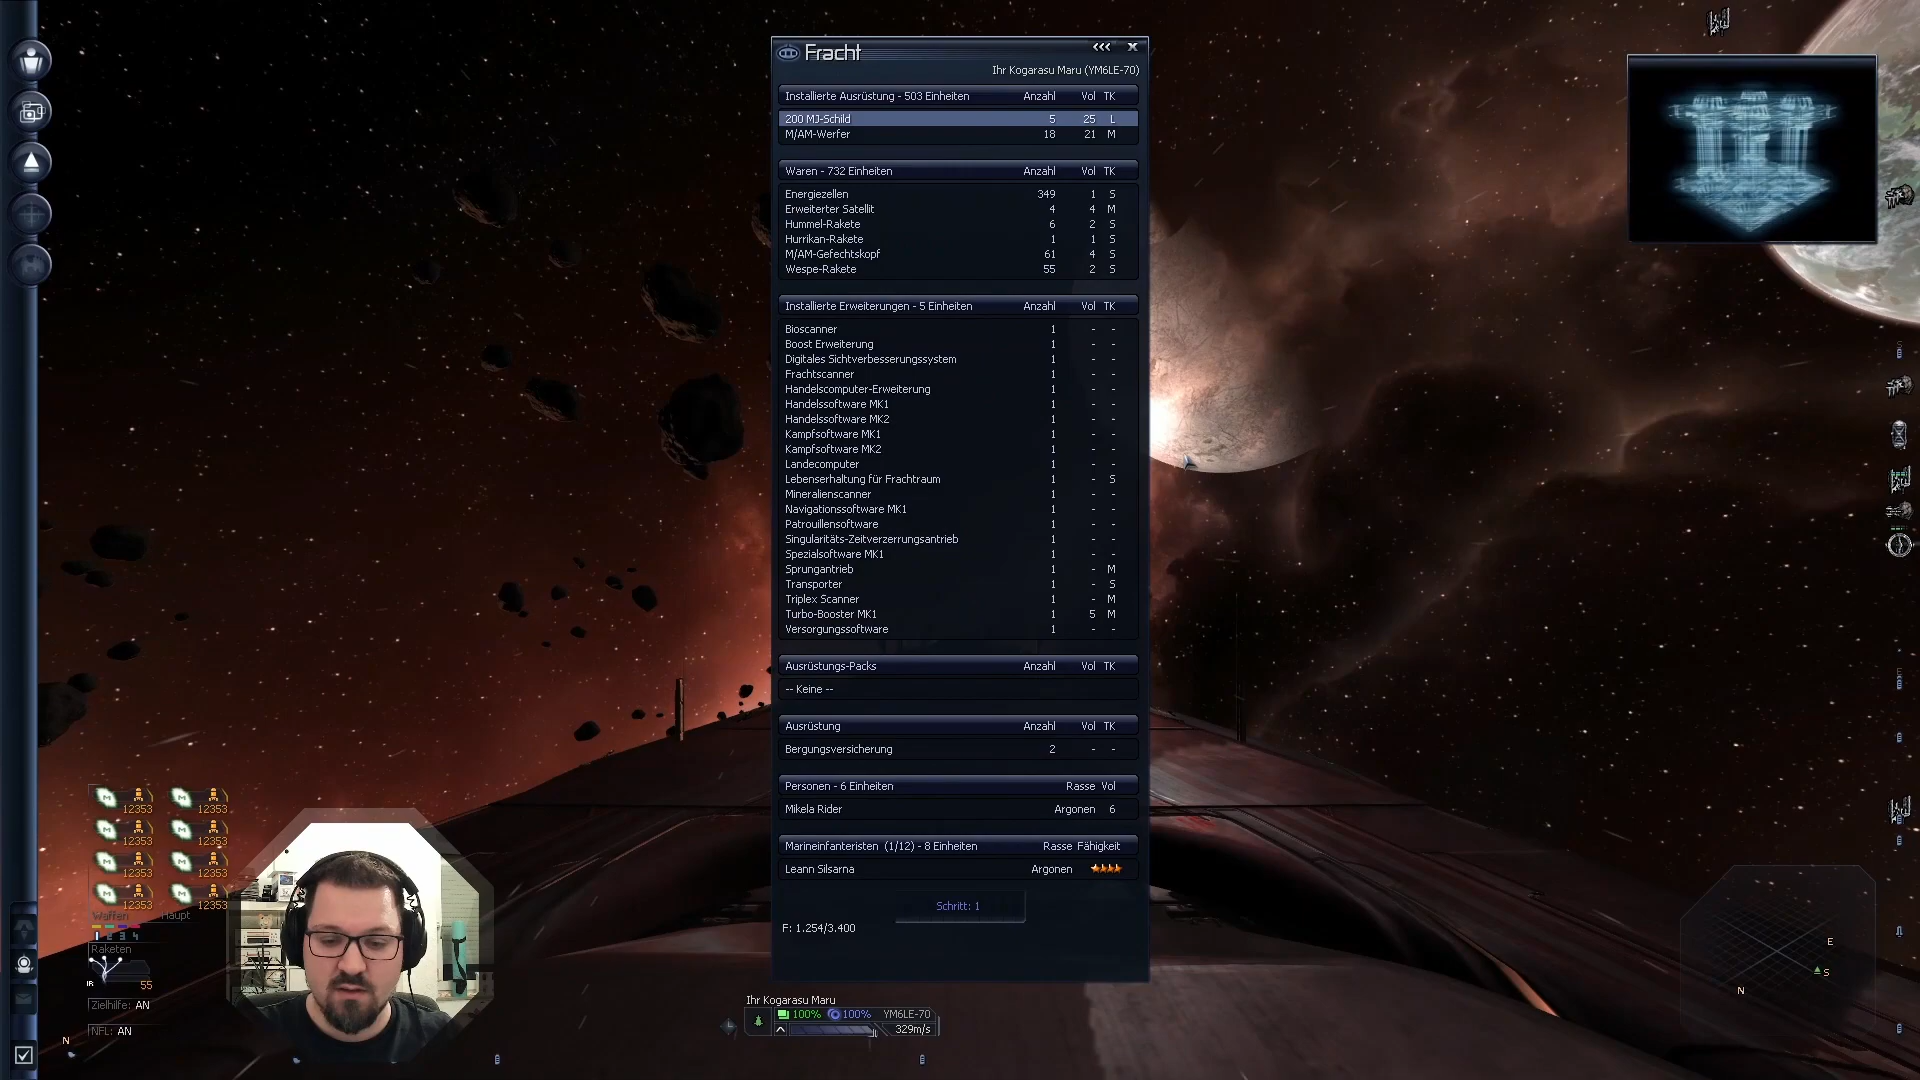 Fracht
Ihr Kogarasu Maru (YM6LE-70)
Installierte Ausrüstung - 503 Einheiten Anzahl Vol TK
200 MJ-Schild 5 25 L
M/AM-Werfer 18 21 M
Waren - 732 Einheiten Anzahl Vol TK
Energiezellen 349 1 S
Erweiterter Satellit 4 4 M
Hummel-Rakete 6 2 S
Hurrikan-Rakete 1 1 S
M/AM-Gefechtskopf 61 4 S
Wespe-Rakete 55 2 S
Installierte Erweiterungen - 5 Einheiten Anzahl Vol TK
Bioscanner 1 - -
Boost Erweiterung 1 - -
Digitales Sichtverbesserungssystem 1 - -
Frachtscanner 1 - -
Handelscomputer-Erweiterung 1 - -
Handelssoftware MK1 1 - -
Handelssoftware MK2 1 - -
Kampfsoftware MK1 1 - -
Kampfsoftware MK2 1 - -
Landecomputer 1 - -
Lebenserhaltung für Frachtraum 1 - S
Mineralienscanner 1 - -
Navigationssoftware MK1 1 - -
Patrouillensoftware 1 - -
Singularitäts-Zeitverzerrungsantrieb 1 - -
Spezialsoftware MK1 1 - -
Sprungantrieb 1 - M
Transporter 1 - S
Triplex Scanner 1 - M
Turbo-Booster MK1 1 5 M
Versorgungssoftware 1 - -
Ausrüstungs-Packs Anzahl Vol TK
-- Keine --
Ausrüstung Anzahl Vol TK
Bergungsversicherung 2 - -
Personen - 6 Einheiten Rasse Vol
Mikela Rider Argonen 6
Marineinfanteristen (1/12) - 8 Einheiten Rasse Fähigkeit
Leann Silsarna Argonen
Schritt: 1
F: 1.254/3.400
M 12353 M 12353
M 12353 M 12353
M 12353 M 12353
M 12353 M 12353
Waffen Haupt
1 2 3 4
Raketen
IR 55
Zielhilfe: AN
NFL: AN
N
Ihr Kogarasu Maru
100% 100% YM6LE-70
329m/s
E
S
N